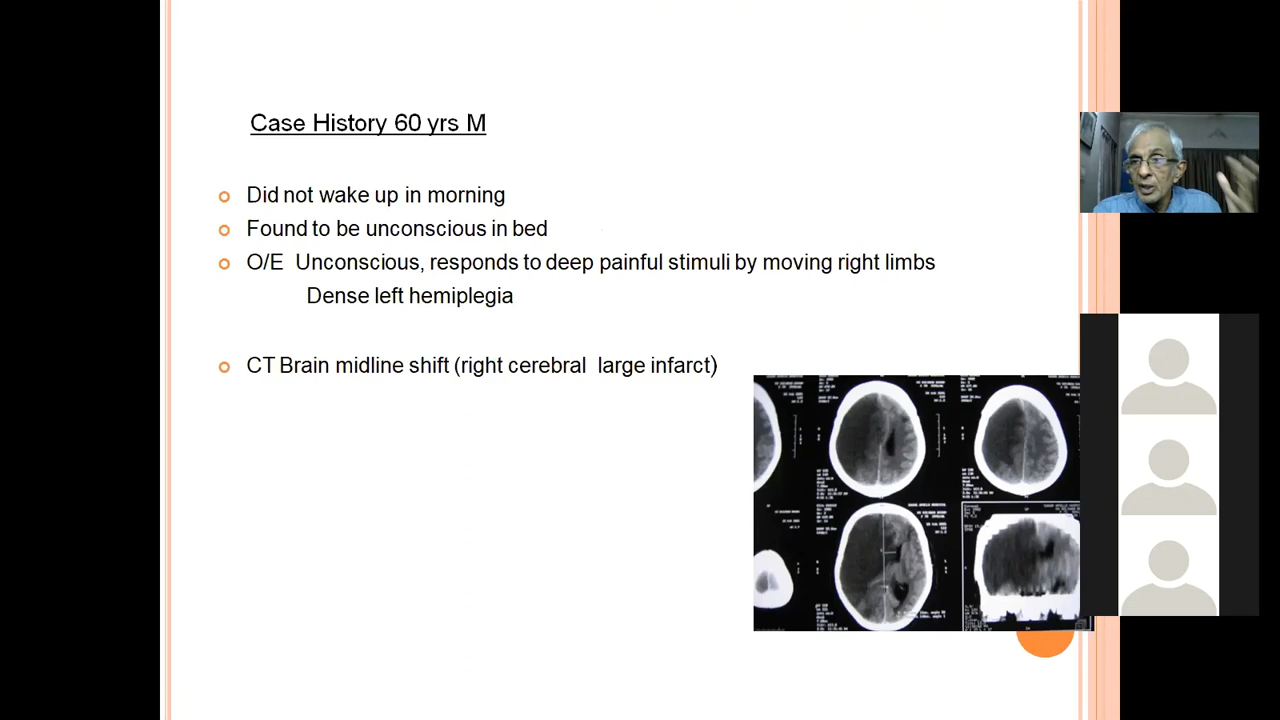 Case History 60 yrs M
Did not wake up in morning
Found to be unconscious in bed
O/E Unconscious, responds to deep painful stimuli by moving right limbs
Dense left hemiplegia
CT Brain midline shift (right cerebral large infarct)